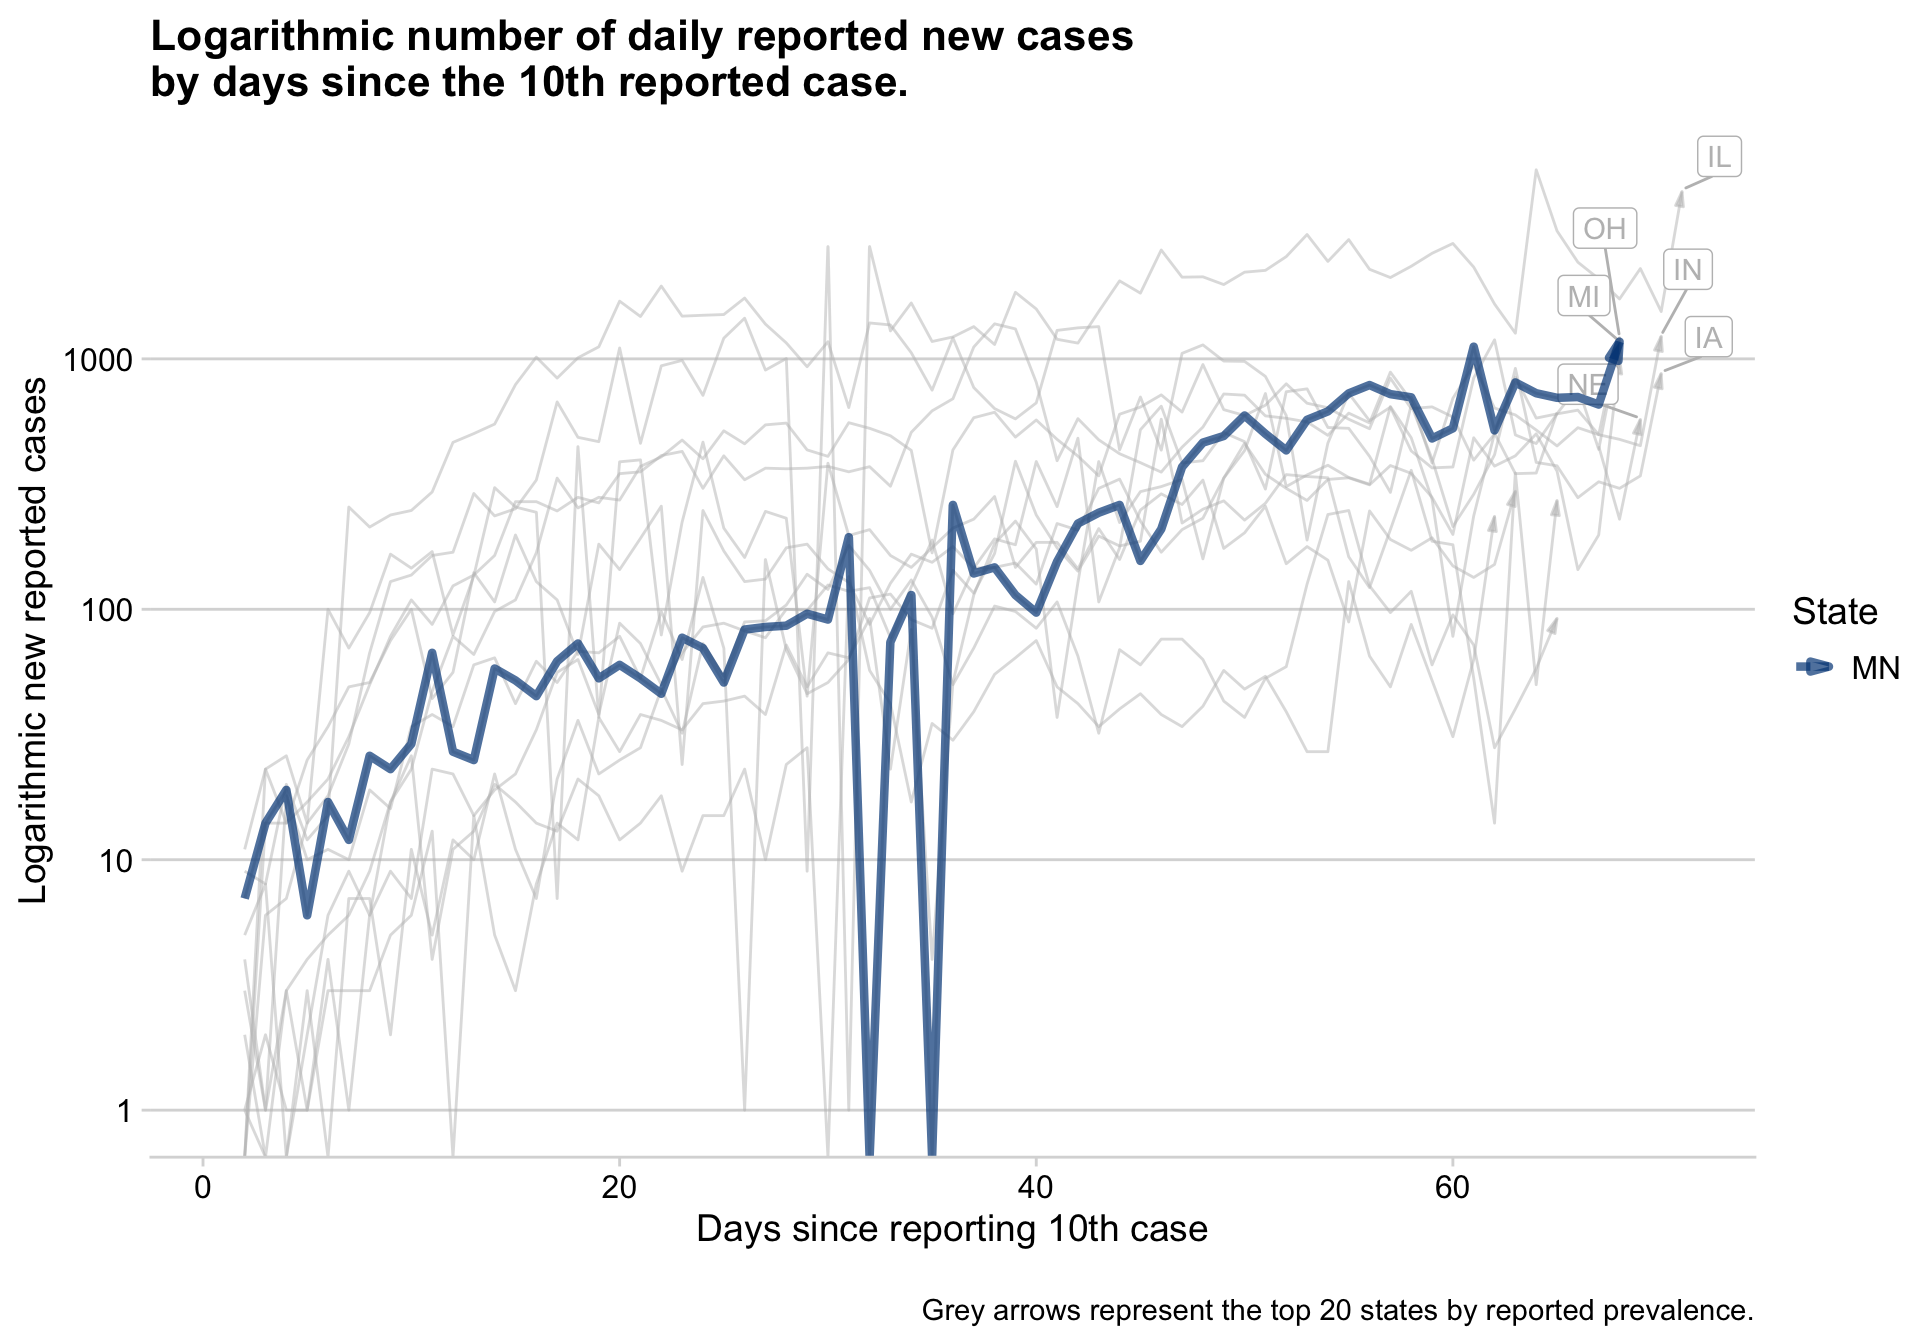 Logarithmic number of daily reported new cases
by days since the 10th reported case.
IL
OH
IN
MI
IA
NE
1000
100
10
1
Logarithmic new reported cases
State
MN
0
20
40
60
Days since reporting 10th case
Grey arrows represent the top 20 states by reported prevalence.